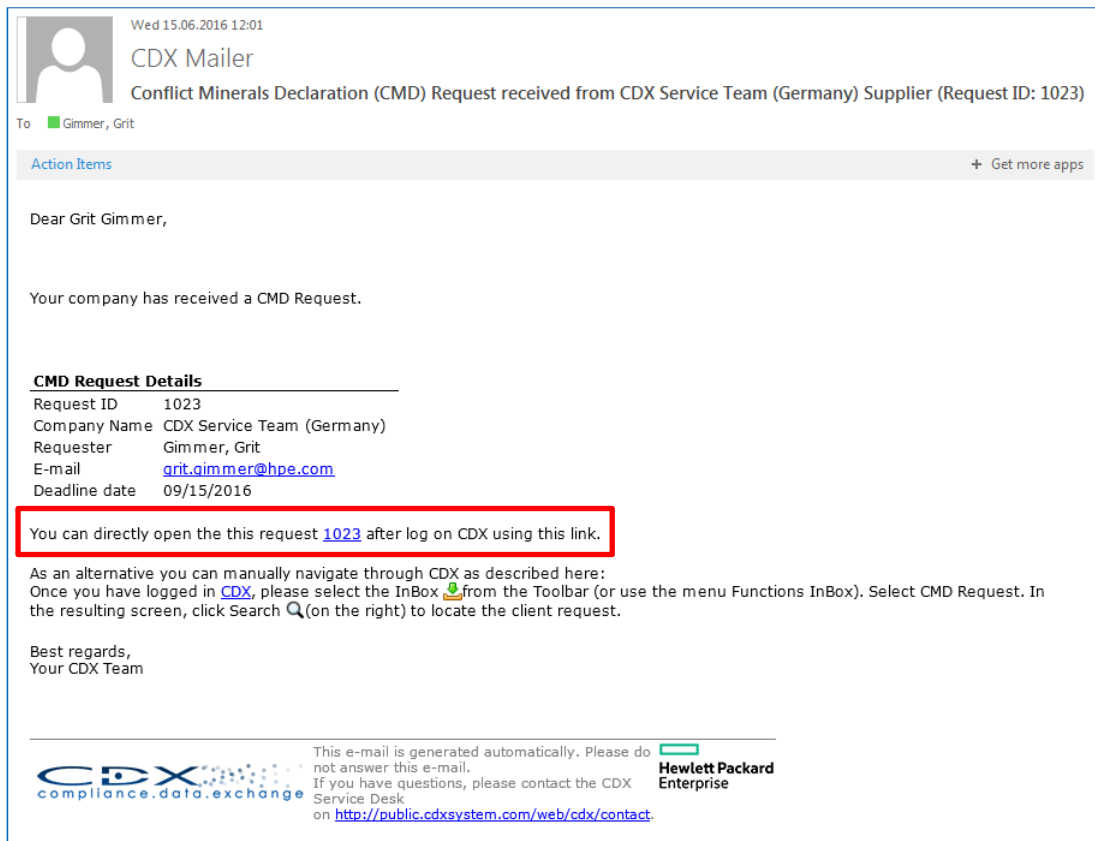 Wed 15.06.2016 12:01
CDX Mailer
Conflict Minerals Declaration (CMD) Request received from CDX Service Team (Germany) Supplier (Request ID: 1023)
To Gimmer, Grit
Action Items + Get more apps
Dear Grit Gimmer,
Your company has received a CMD Request.
CMD Request Details
Request ID 1023
Company Name CDX Service Team (Germany)
Requester Gimmer, Grit
E-mail grit.gimmer@hpe.com
Deadline date 09/15/2016
You can directly open the this request 1023 after log on CDX using this link.
As an alternative you can manually navigate through CDX as described here:
Once you have logged in CDX, please select the InBox from the Toolbar (or use the menu Functions InBox). Select CMD Request. In
the resulting screen, click Search (on the right) to locate the client request.
Best regards,
Your CDX Team
CDX
compliance.data.exchange
This e-mail is generated automatically. Please do
not answer this e-mail.
If you have questions, please contact the CDX
Service Desk
on http://public.cdxsystem.com/web/cdx/contact.
Hewlett Packard
Enterprise